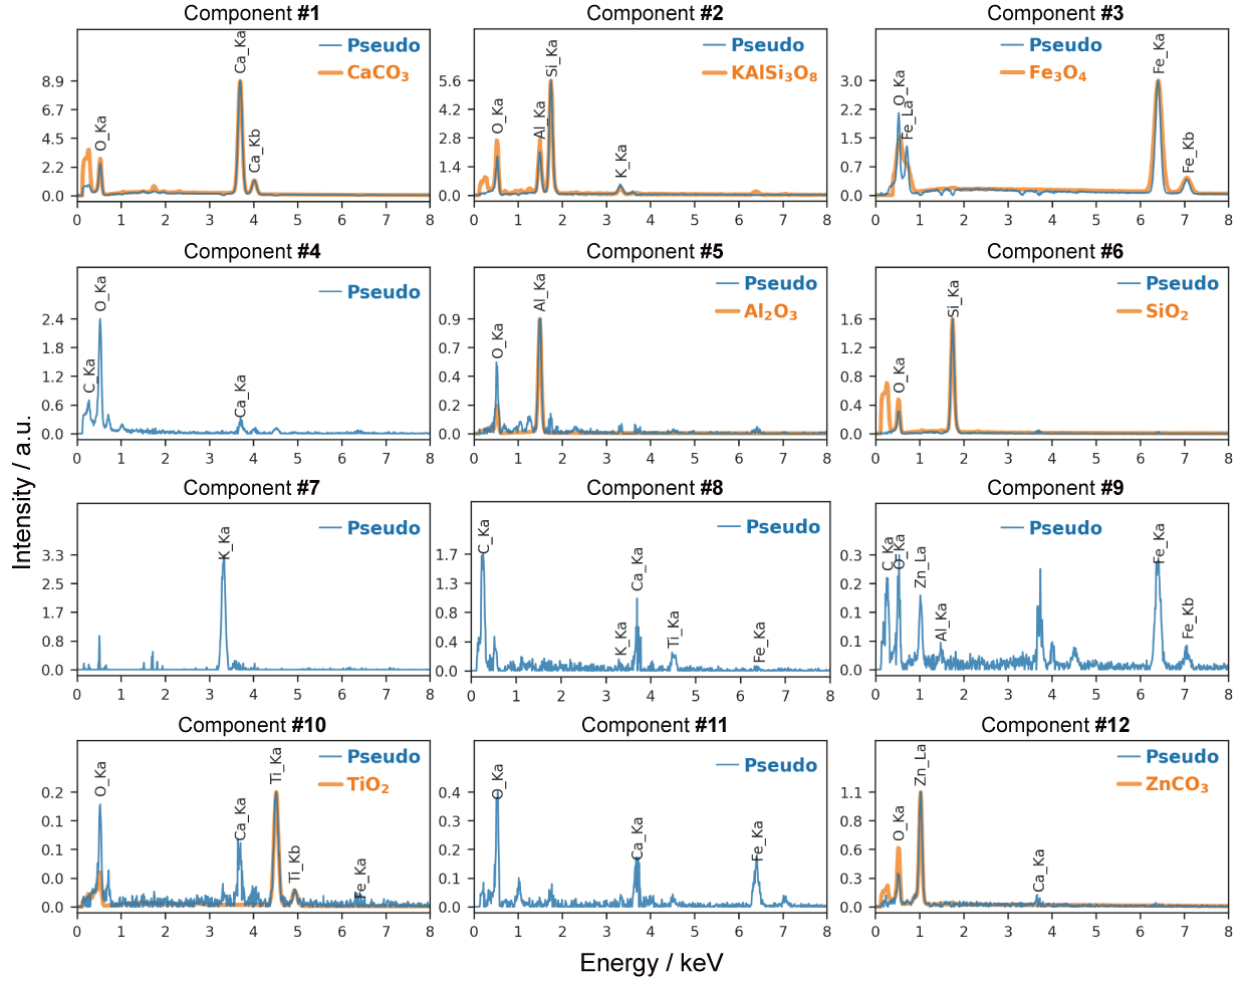 Component #1
Component #2
Component #3
Pseudo
CaCO₃
Ca_Ka
O_Ka
Ca_Kb
8.9
6.7
4.5
2.2
0.0
0 1 2 3 4 5 6 7 8
Pseudo
KAlSi₃O₈
Si_Ka
O_Ka
Al_Ka
K_Ka
5.6
4.2
2.8
1.4
0.0
0 1 2 3 4 5 6 7 8
Pseudo
Fe₃O₄
Fe_Ka
O_Ka
Fe_La
Fe_Kb
3.0
2.2
1.5
0.7
0.0
0 1 2 3 4 5 6 7 8
Component #4
Component #5
Component #6
Pseudo
O_Ka
C_Ka
Ca_Ka
2.4
1.8
1.2
0.6
0.0
0 1 2 3 4 5 6 7 8
Pseudo
Al₂O₃
Al_Ka
O_Ka
0.9
0.7
0.4
0.2
0.0
0 1 2 3 4 5 6 7 8
Pseudo
SiO₂
Si_Ka
O_Ka
1.6
1.2
0.8
0.4
0.0
0 1 2 3 4 5 6 7 8
Component #7
Component #8
Component #9
Pseudo
K_Ka
3.3
2.5
1.7
0.8
0.0
0 1 2 3 4 5 6 7 8
Pseudo
C_Ka
Ca_Ka
K_Ka
Ti_Ka
Fe_Ka
1.7
1.3
0.8
0.4
0.0
0 1 2 3 4 5 6 7 8
Pseudo
C_Ka
O_Ka
Zn_La
Al_Ka
Fe_Ka
Fe_Kb
0.3
0.2
0.1
0.1
0.0
0 1 2 3 4 5 6 7 8
Component #10
Component #11
Component #12
Pseudo
TiO₂
O_Ka
Ca_Ka
Ti_Ka
Ti_Kb
Fe_Ka
0.2
0.1
0.1
0.0
0.0
0 1 2 3 4 5 6 7 8
Pseudo
O_Ka
Ca_Ka
Fe_Ka
0.4
0.3
0.2
0.1
0.0
0 1 2 3 4 5 6 7 8
Pseudo
ZnCO₃
Zn_La
O_Ka
Ca_Ka
1.1
0.8
0.6
0.3
0.0
0 1 2 3 4 5 6 7 8
Intensity / a.u.
Energy / keV